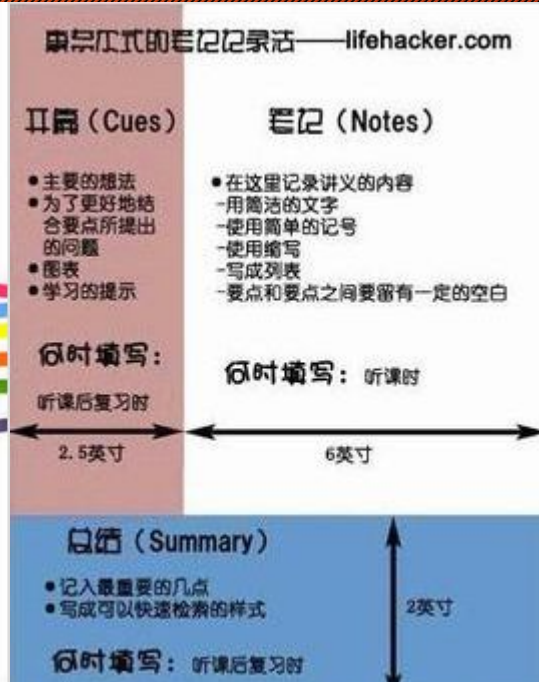 式的笔记记录法——lifehacker.com
（Cues）
笔记（Notes）
●主要的想法
●为了更好地结
合要点所提出
的问题
●图表
●学习的提示
何时填写：
听课后复习时
2.5英寸
●在这里记录讲义的内容
-用简洁的文字
-使用简单的记号
-使用缩写
-写成列表
-要点和要点之间要留有一定的空白
何时填写：听课时
6英寸
总结（Summary）
●记入最重要的几点
●写成可以快速检索的样式
何时填写：听课后复习时
2英寸